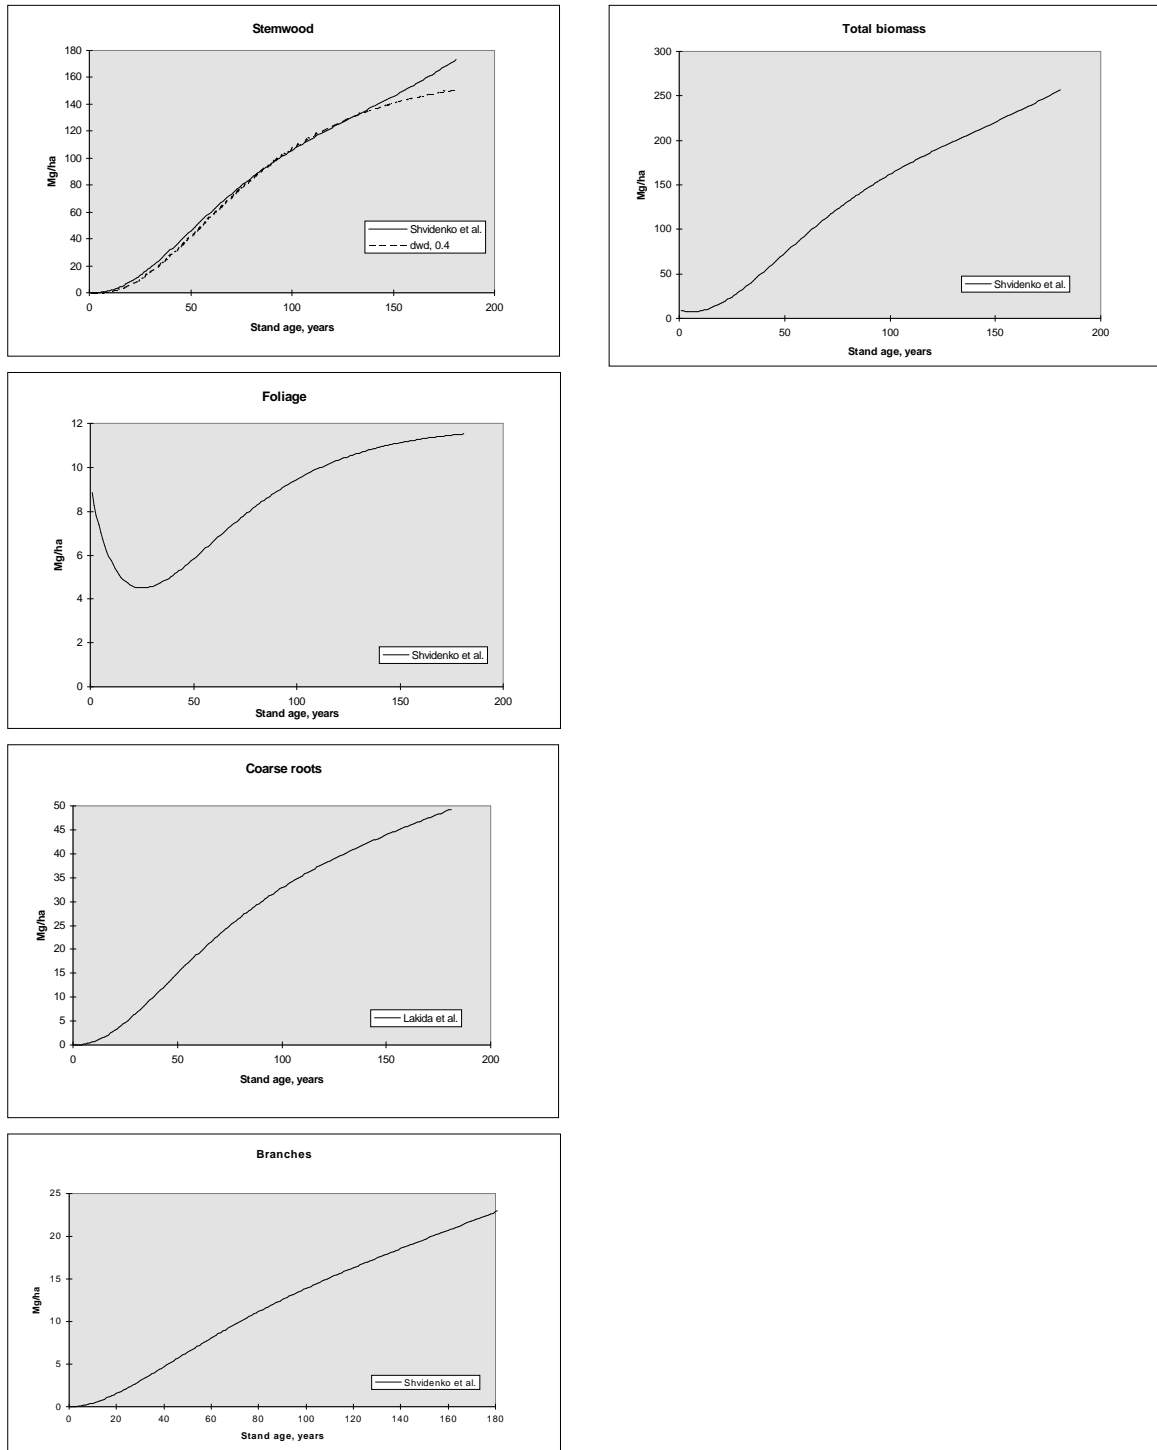 Stemwood
180
160
140
120
100
80
60
40
20
0
Mg/ha
Shvidenko et al.
dwd, 0.4
0 50 100 150 200
Stand age, years
Total biomass
300
250
200
150
100
50
0
Mg/ha
Shvidenko et al.
0 50 100 150 200
Stand age, years
Foliage
12
10
8
6
4
2
0
Mg/ha
Shvidenko et al.
0 50 100 150 200
Stand age, years
Coarse roots
50
45
40
35
30
25
20
15
10
5
0
Mg/ha
Lakida et al.
0 50 100 150 200
Stand age, years
Branches
25
20
15
10
5
0
Mg/ha
Shvidenko et al.
0 20 40 60 80 100 120 140 160 180
Stand age, years